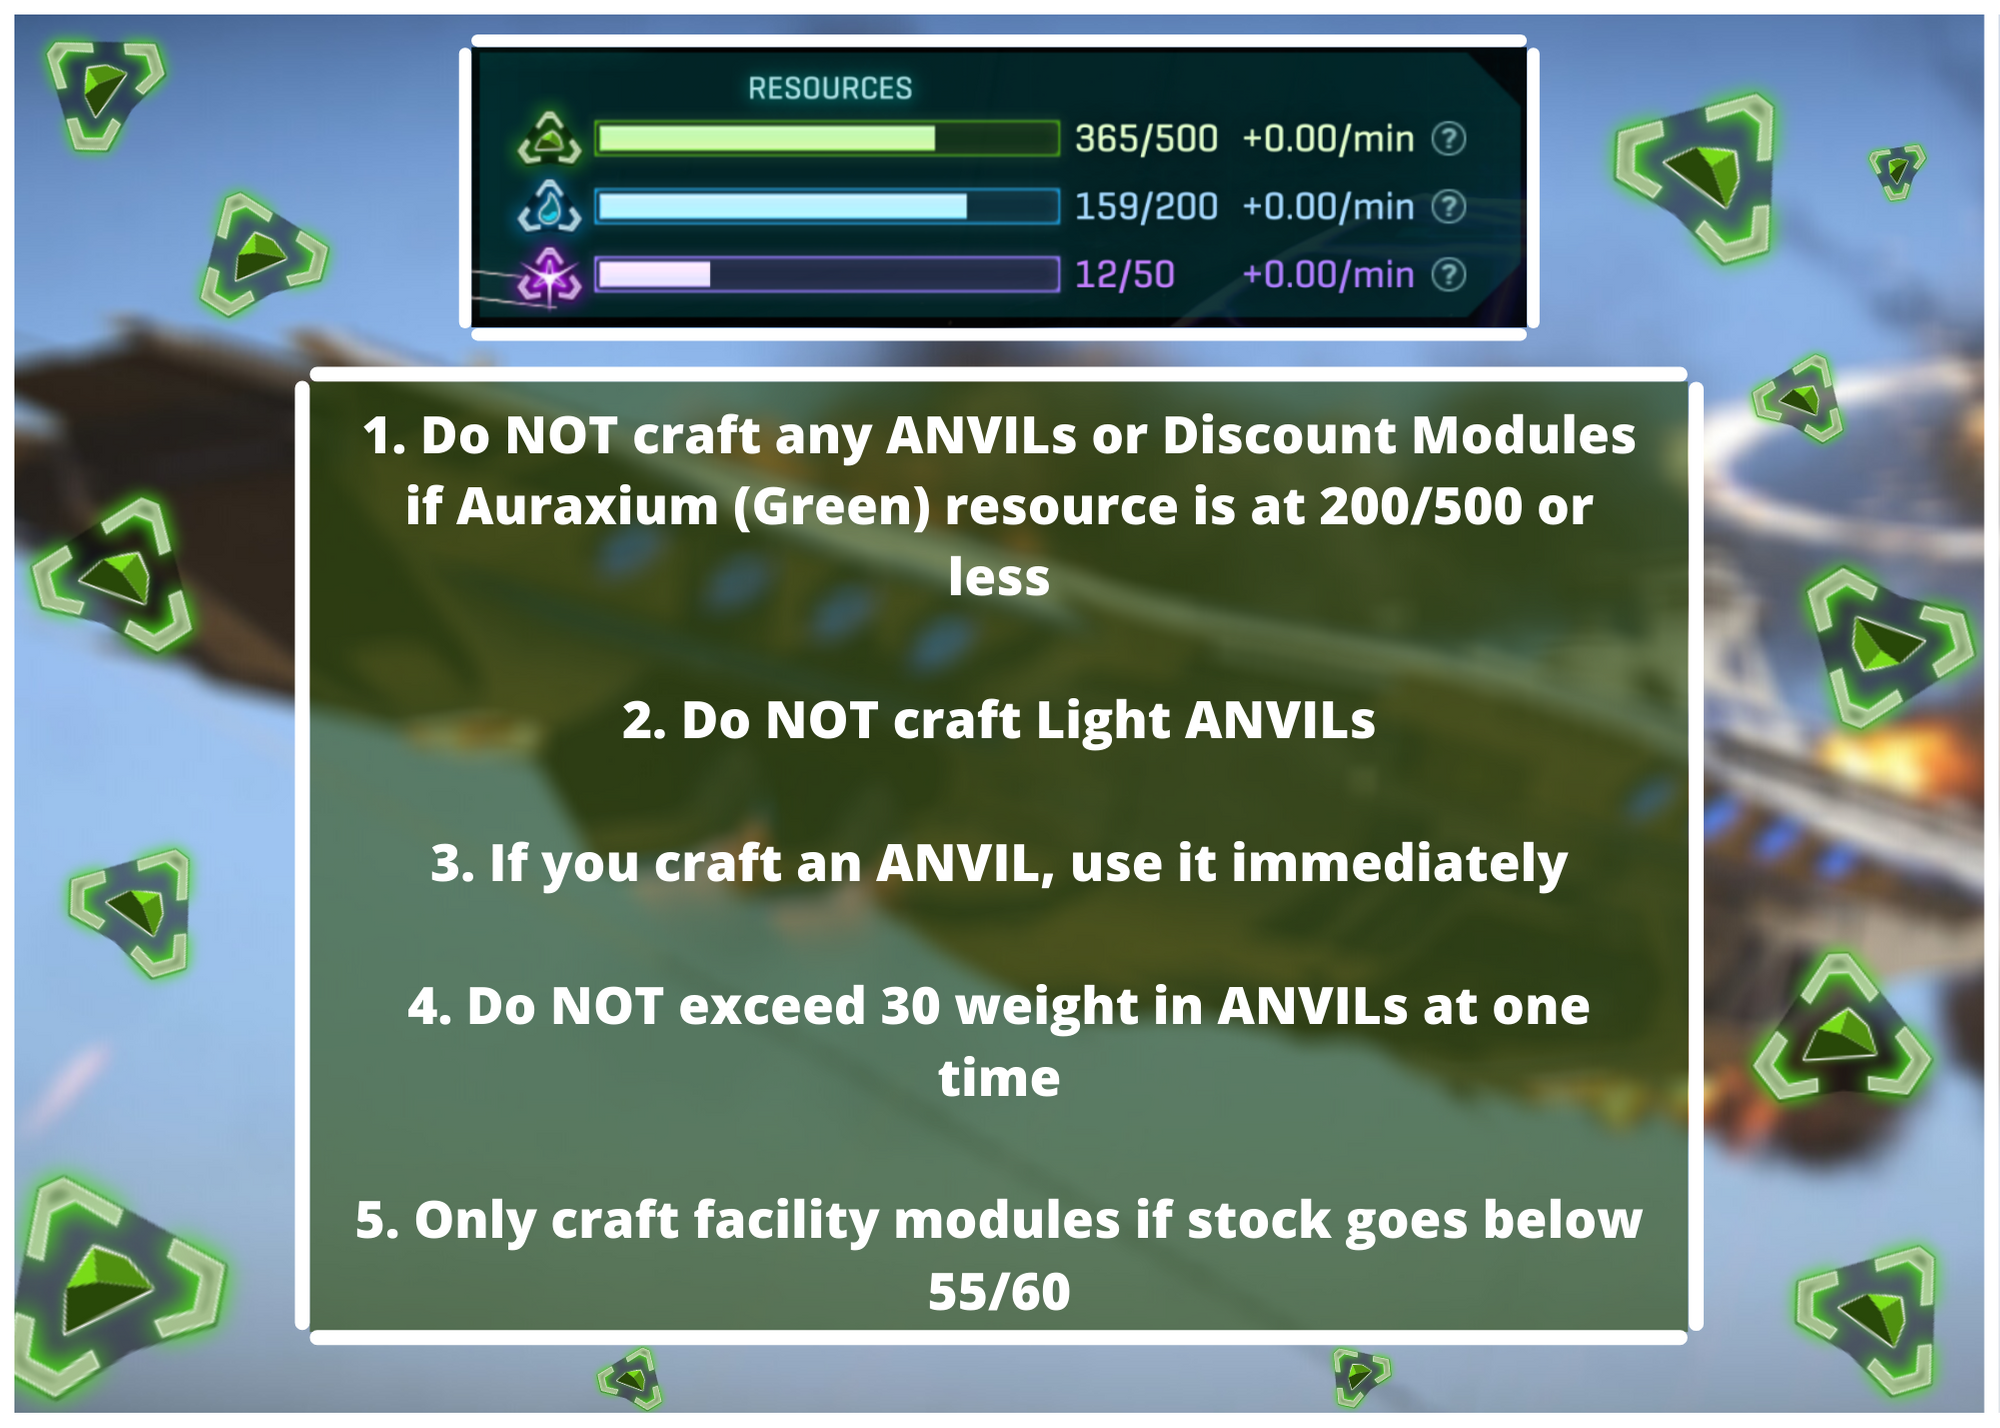 RESOURCES
365/500 +0.00/min ?
159/200 +0.00/min ?
12/50 +0.00/min ?
1. Do NOT craft any ANVILs or Discount Modules
if Auraxium (Green) resource is at 200/500 or
less
2. Do NOT craft Light ANVILs
3. If you craft an ANVIL, use it immediately
4. Do NOT exceed 30 weight in ANVILs at one
time
5. Only craft facility modules if stock goes below
55/60